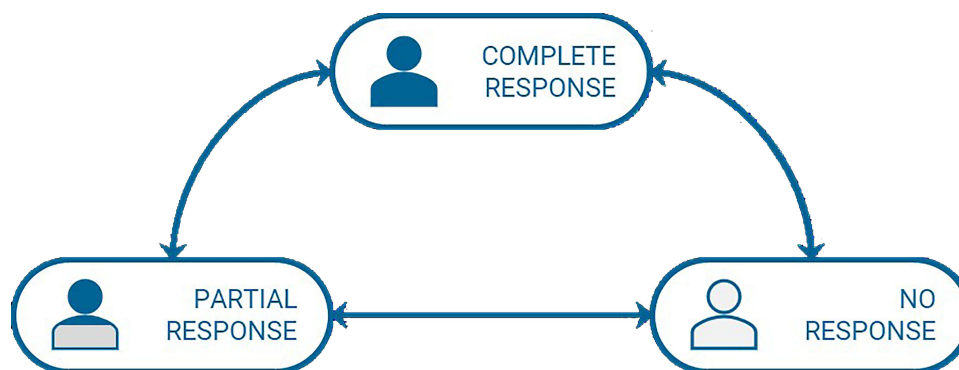 COMPLETE
RESPONSE
PARTIAL
RESPONSE
NO
RESPONSE